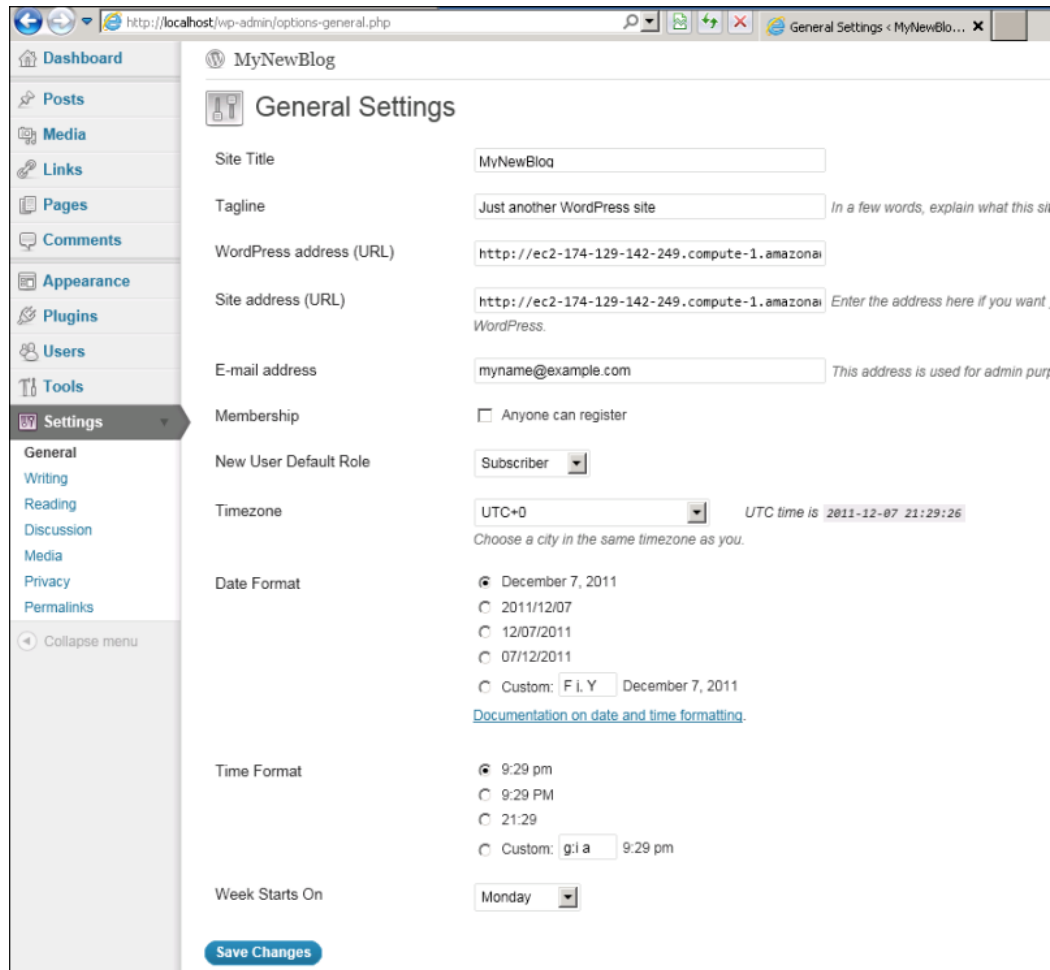 http://localhost/wp-admin/options-general.php
General Settings < MyNewBlo...
Dashboard
Posts
Media
Links
Pages
Comments
Appearance
Plugins
Users
Tools
Settings
General
Writing
Reading
Discussion
Media
Privacy
Permalinks
Collapse menu
MyNewBlog
General Settings
Site Title MyNewBlog
Tagline Just another WordPress site In a few words, explain what this sit
WordPress address (URL) http://ec2-174-129-142-249.compute-1.amazona
Site address (URL) http://ec2-174-129-142-249.compute-1.amazona Enter the address here if you want
WordPress.
E-mail address myname@example.com This address is used for admin purp
Membership Anyone can register
New User Default Role Subscriber
Timezone UTC+0 UTC time is 2011-12-07 21:29:26
Choose a city in the same timezone as you.
Date Format December 7, 2011
2011/12/07
12/07/2011
07/12/2011
Custom: F j, Y December 7, 2011
Documentation on date and time formatting.
Time Format 9:29 pm
9:29 PM
21:29
Custom: g:i a 9:29 pm
Week Starts On Monday
Save Changes